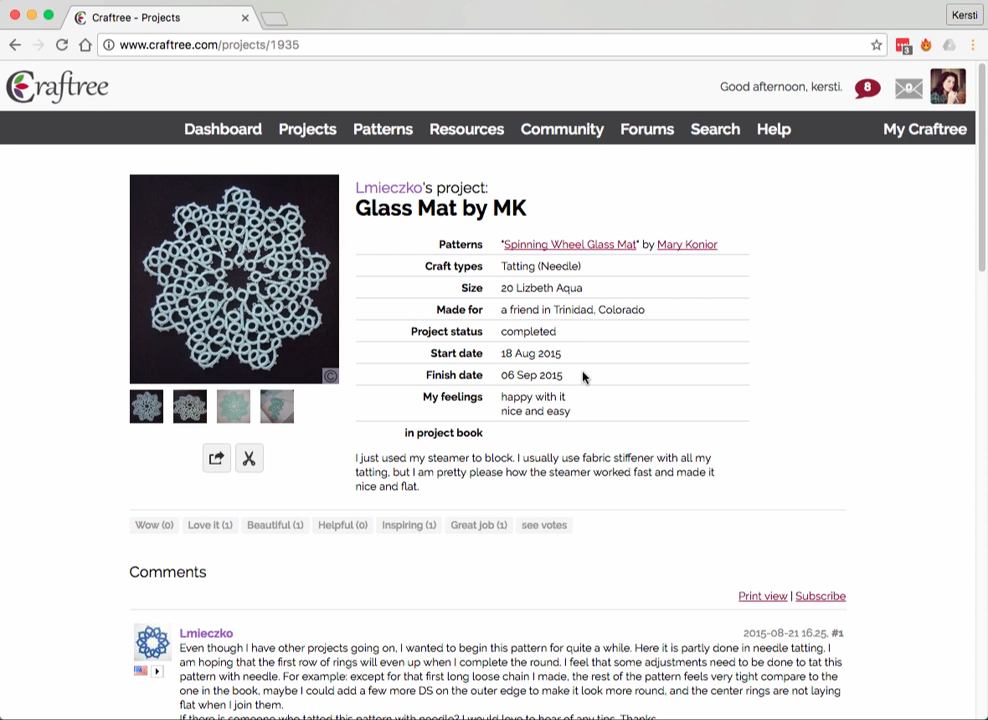 Craftree - Projects
Kersti
www.craftree.com/projects/1935
3
Craftree
Good afternoon, kersti.
8
0
Dashboard Projects Patterns Resources Community Forums Search Help My Craftree
Lmieczko's project:
Glass Mat by MK
Patterns "Spinning Wheel Glass Mat" by Mary Konior
Craft types Tatting (Needle)
Size 20 Lizbeth Aqua
Made for a friend in Trinidad, Colorado
Project status completed
Start date 18 Aug 2015
Finish date 06 Sep 2015
My feelings happy with it
nice and easy
in project book
©
I just used my steamer to block. I usually use fabric stiffener with all my
tatting, but I am pretty please how the steamer worked fast and made it
nice and flat.
Wow (0) Love it (1) Beautiful (1) Helpful (0) Inspiring (1) Great job (1) see votes
Comments
Print view | Subscribe
Lmieczko 2015-08-21 16.25, #1
Even though I have other projects going on, I wanted to begin this pattern for quite a while. Here it is partly done in needle tatting. I
am hoping that the first row of rings will even up when I complete the round. I feel that some adjustments need to be done to tat this
pattern with needle. For example: except for that first long loose chain I made, the rest of the pattern feels very tight compare to the
one in the book, maybe I could add a few more DS on the outer edge to make it look more round, and the center rings are not laying
flat when I join them.
If there is someone who tatted this pattern with needle? I would love to hear of any tips. Thanks